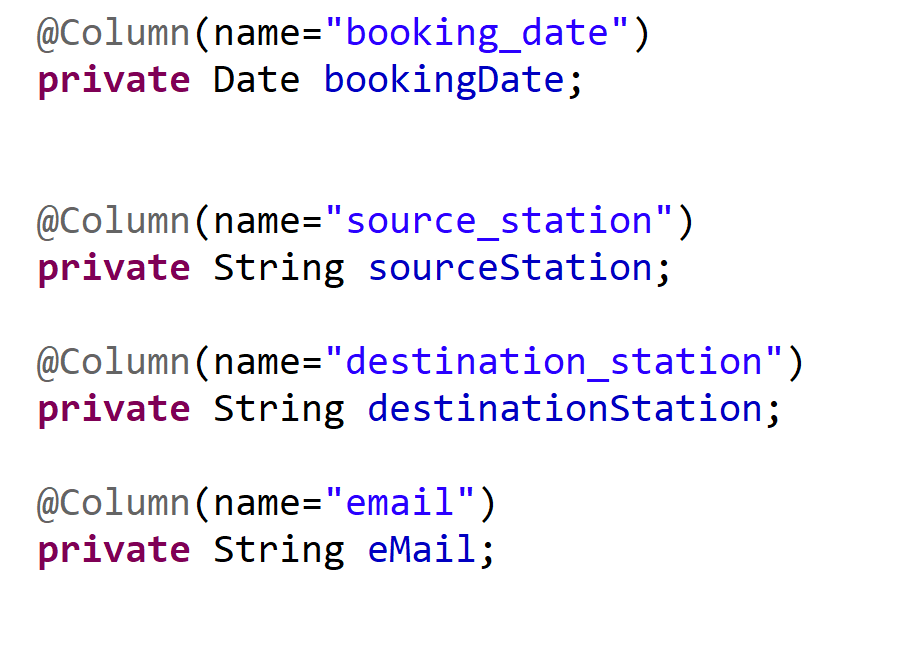 @Column(name="booking_date")
private Date bookingDate;
@Column(name="source_station")
private String sourceStation;
@Column(name="destination_station")
private String destinationStation;
@Column(name="email")
private String eMail;